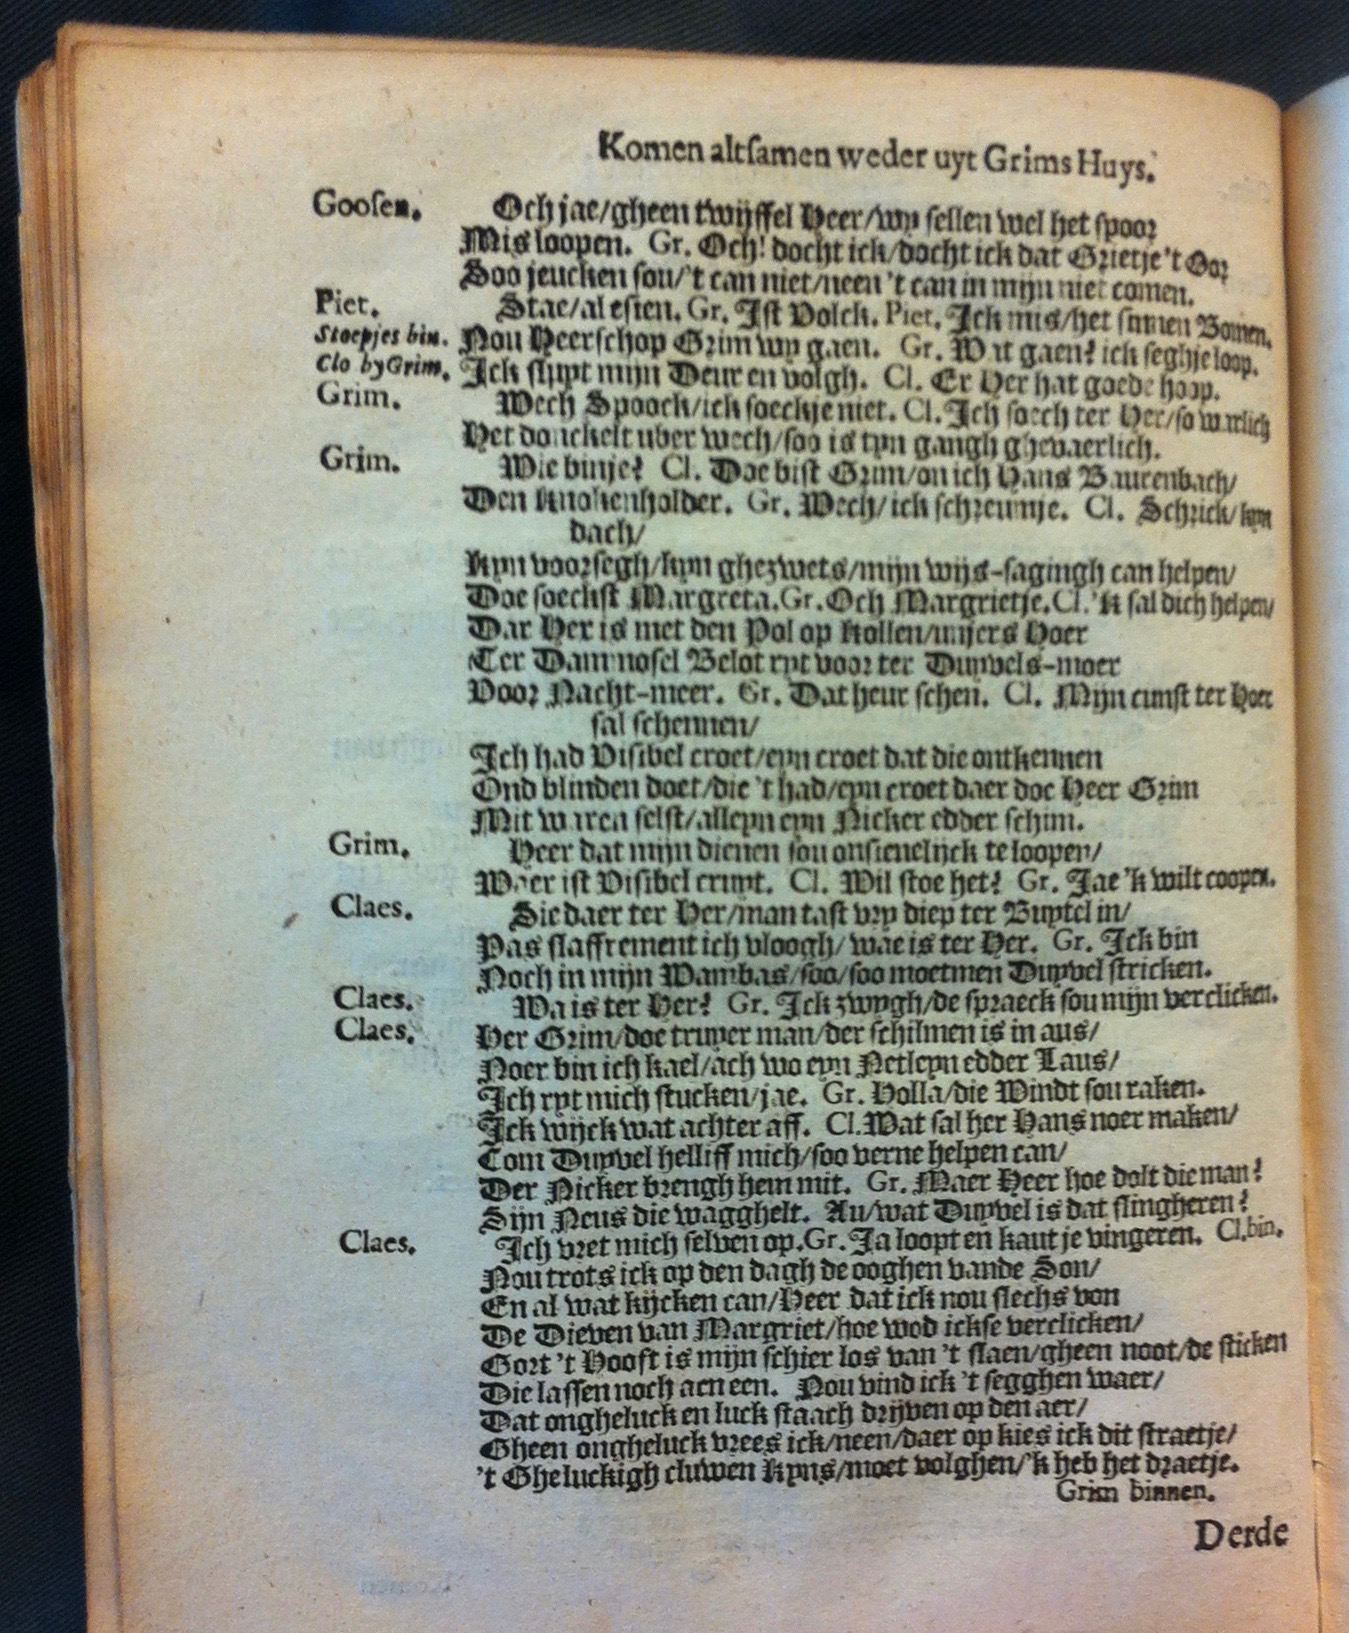 Komen altsamen weder uyt Grims Huys.
Goosen. Och jae/gheen twijffel Heer/wy sellen wel het spoor
Mis loopen. Gr. Och! docht ick/docht ick dat Grietje 't Oor
Soo jeucken sou/'t can niet/neen 't can in mijn niet comen.
Piet. Stae/al esien. Gr. Ist Volck. Piet. Ick mis/het sinnen Bomen.
Stoepjes bin. Nou Heerschop Grim wy gaen. Gr. Wat gaen? ick segh je loop.
Clo by Grim. Ick sluyt mijn Deur en volgh. Cl. Er Her hat goede hoop.
Grim. Wech Spoock/ick soeck je niet. Cl. Ich soech ter Her/so warlich
Het donckelt uber wech/soo is tyn gangh ghevaerlich.
Grim. Wie binje? Cl. Doe bist Grim/on ich Hans Baurenbach/
Den Knokenholder. Gr. Wech/ick schreuwje. Cl. Schrick/kyn
dach/
Kyn voorsegh/kyn ghezwets/mijn wijs-sagingh can helpen/
Doe soechst Margreta. Gr. Och Margrietje. Cl. 'k sal dich helpen/
Dar Her is met den Pol op kollen/unjers Hoer
Ter Dam nosel Belot ryt voor ter Duyvels-moer
Voor Nacht-meer. Gr. Dat heur schen. Cl. Mijn cunst ter Hoer
sal schennen/
Ich had Visibel croet/eyn croet dat die ontkennen
Ond blinden doet/die 't had/eyn croet daer doe Heer Grim
Mit waren selst/alleyn eyn Nicker edder schim.
Grim. Heer dat mijn dienen sou onsienelijck te loopen/
Waer ist Visibel cruyt. Cl. Wil stoe het? Gr. Jae 'k wilt coopen.
Claes. Sie daer ter Her/man tast vry diep ter Buytel in/
Pas slaffrement ich vloogh/ wae is ter Her. Gr. Ick bin
Noch in mijn Wambas/soo/soo moetmen Duyvel stricken.
Claes. Wa is ter Her? Gr. Ick zwygh/de spraeck sou mijn verclicken.
Claes. Her Grim/doe truyer man/der schilmen is in aus/
Noer bin ich kael/ach wo eyn Netleyn edder Laus/
Ich ryt mich stucken/jae. Gr. Holla/die Windt sou raken.
Ick wijck wat achter aff. Cl. Wat sal her Hans noer maken/
Com Duyvel helliff mich/soo verne helpen can/
Der Nicker brengh hem mit. Gr. Maer Heer hoe dolt die man?
Sijn Neus die wagghelt. Au/wat Duyvel is dat slingheren?
Claes. Ich vret mich selven op. Gr. Ja loopt en kaut je vingeren. Cl. bin.
Nou trots ick op den dagh de ooghen vande Son/
En al wat kijcken can/Heer dat ick nou slechs von
De Dieven van Margriet/hoe wod ickse verclicken/
Gort 't Hooft is mijn schier los van 't slaen/gheen noot/de sticken
Die lassen noch aen een. Nou vind ick 't segghen waer/
Dat ongheluck en luck staach drijven op den aer/
Gheen ongheluck vrees ick/neen/daer op kies ick dit straetje/
't Gheluckigh cluwen kyns/moet volghen/'k heb het draetje.
Grim binnen.
Derde